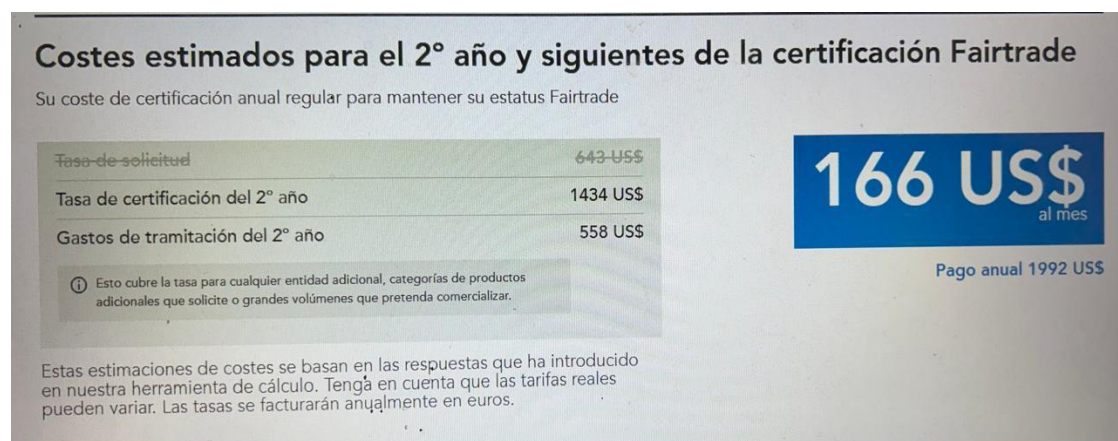 Costes estimados para el 2º año y siguientes de la certificación Fairtrade
Su coste de certificación anual regular para mantener su estatus Fairtrade
Tasa de solicitud 643 US$
Tasa de certificación del 2º año 1434 US$
Gastos de tramitación del 2º año 558 US$
Esto cubre la tasa para cualquier entidad adicional, categorías de productos
adicionales que solicite o grandes volúmenes que pretenda comercializar.
166 US$
al mes
Pago anual 1992 US$
Estas estimaciones de costes se basan en las respuestas que ha introducido
en nuestra herramienta de cálculo. Tenga en cuenta que las tarifas reales
pueden variar. Las tasas se facturarán anualmente en euros.